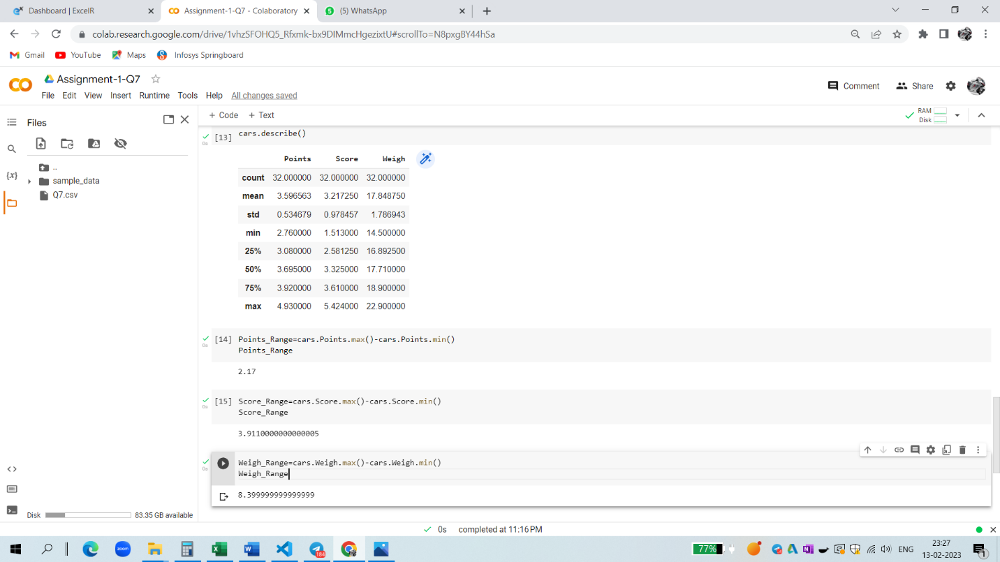 Dashboard | ExcelR
Assignment-1-Q7 - Colaboratory
(5) WhatsApp
colab.research.google.com/drive/1vhzSFOHQ5_Rfxmk-bx9DIMmcHgezixtU#scrollTo=N8pxgBY44hSa
Gmail YouTube Maps Infosys Springboard
CO Assignment-1-Q7
File Edit View Insert Runtime Tools Help All changes saved
Comment Share
Files
+ Code + Text
RAM
Disk
..
sample_data
Q7.csv
{x}
[13] cars.describe()
0s
Points Score Weigh
count 32.000000 32.000000 32.000000
mean 3.596563 3.217250 17.848750
std 0.534679 0.978457 1.786943
min 2.760000 1.513000 14.500000
25% 3.080000 2.581250 16.892500
50% 3.695000 3.325000 17.710000
75% 3.920000 3.610000 18.900000
max 4.930000 5.424000 22.900000
[14] Points_Range=cars.Points.max()-cars.Points.min()
0s Points_Range
2.17
[15] Score_Range=cars.Score.max()-cars.Score.min()
0s Score_Range
3.9110000000000005
Weigh_Range=cars.Weigh.max()-cars.Weigh.min()
0s Weigh_Range
8.399999999999999
Disk 83.35 GB available
0s completed at 11:16 PM
zoom
184
77%
ENG
23:27
13-02-2023
1